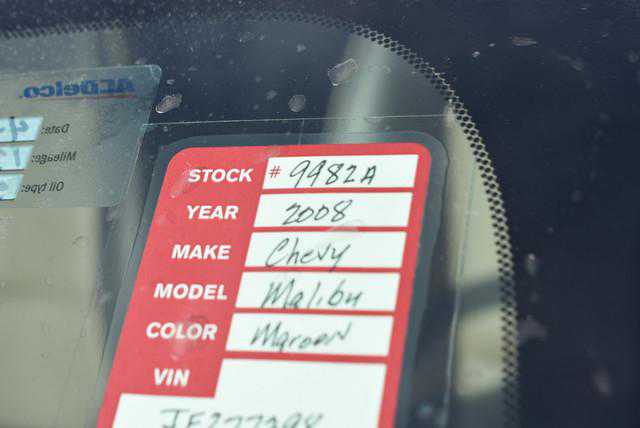 ACDelco
Date:
Mileage:
Oil type:
STOCK # 9982A
YEAR 2008
MAKE Chevy
MODEL Malibu
COLOR Maroon
VIN